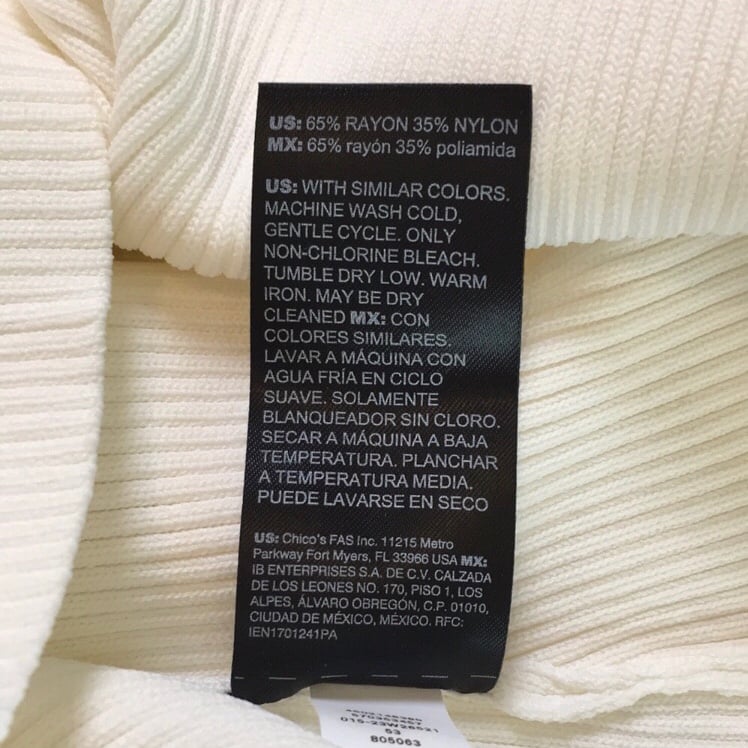 US: 65% RAYON 35% NYLON
MX: 65% rayón 35% poliamida
US: WITH SIMILAR COLORS.
MACHINE WASH COLD,
GENTLE CYCLE. ONLY
NON-CHLORINE BLEACH.
TUMBLE DRY LOW. WARM
IRON. MAY BE DRY
CLEANED MX: CON
COLORES SIMILARES.
LAVAR A MÁQUINA CON
AGUA FRÍA EN CICLO
SUAVE. SOLAMENTE
BLANQUEADOR SIN CLORO.
SECAR A MÁQUINA A BAJA
TEMPERATURA. PLANCHAR
A TEMPERATURA MEDIA.
PUEDE LAVARSE EN SECO
US: Chico's FAS Inc. 11215 Metro
Parkway Fort Myers, FL 33966 USA MX:
IB ENTERPRISES S.A. DE C.V. CALZADA
DE LOS LEONES NO. 170, PISO 1, LOS
ALPES, ÁLVARO OBREGÓN, C.P. 01010,
CIUDAD DE MÉXICO, MÉXICO. RFC:
IEN1701241PA
53
805063